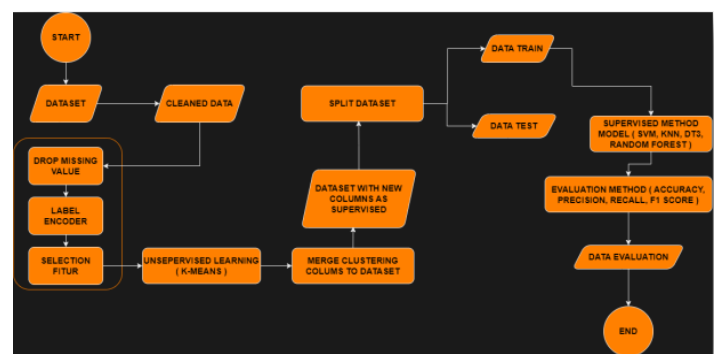 START
DATASET
CLEANED DATA
DROP MISSING
VALUE
LABEL
ENCODER
SELECTION
FITUR
UNSEPERVISED LEARNING
( K-MEANS )
MERGE CLUSTERING
COLUMS TO DATASET
DATASET WITH NEW
COLUMNS AS
SUPERVISED
SPLIT DATASET
DATA TRAIN
DATA TEST
SUPERVISED METHOD
MODEL ( SVM, KNN, DT3,
RANDOM FOREST )
EVALUATION METHOD ( ACCURACY,
PRECISION, RECALL, F1 SCORE )
DATA EVALUATION
END